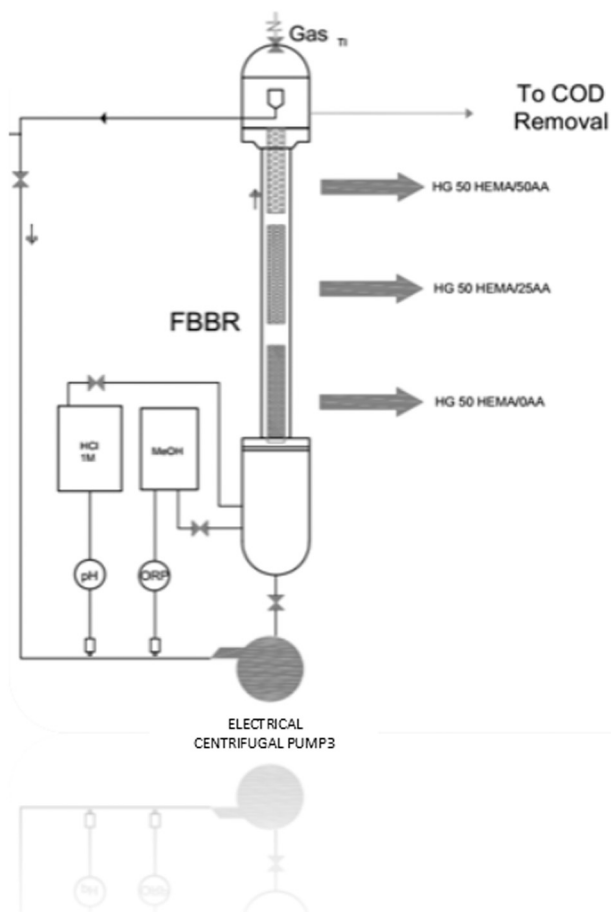 Gas TI
To COD
Removal
HG 50 HEMA/50AA
HG 50 HEMA/25AA
FBBR
HG 50 HEMA/0AA
HCl
1M
MeOH
pH
ORP
ELECTRICAL
CENTRIFUGAL PUMP3